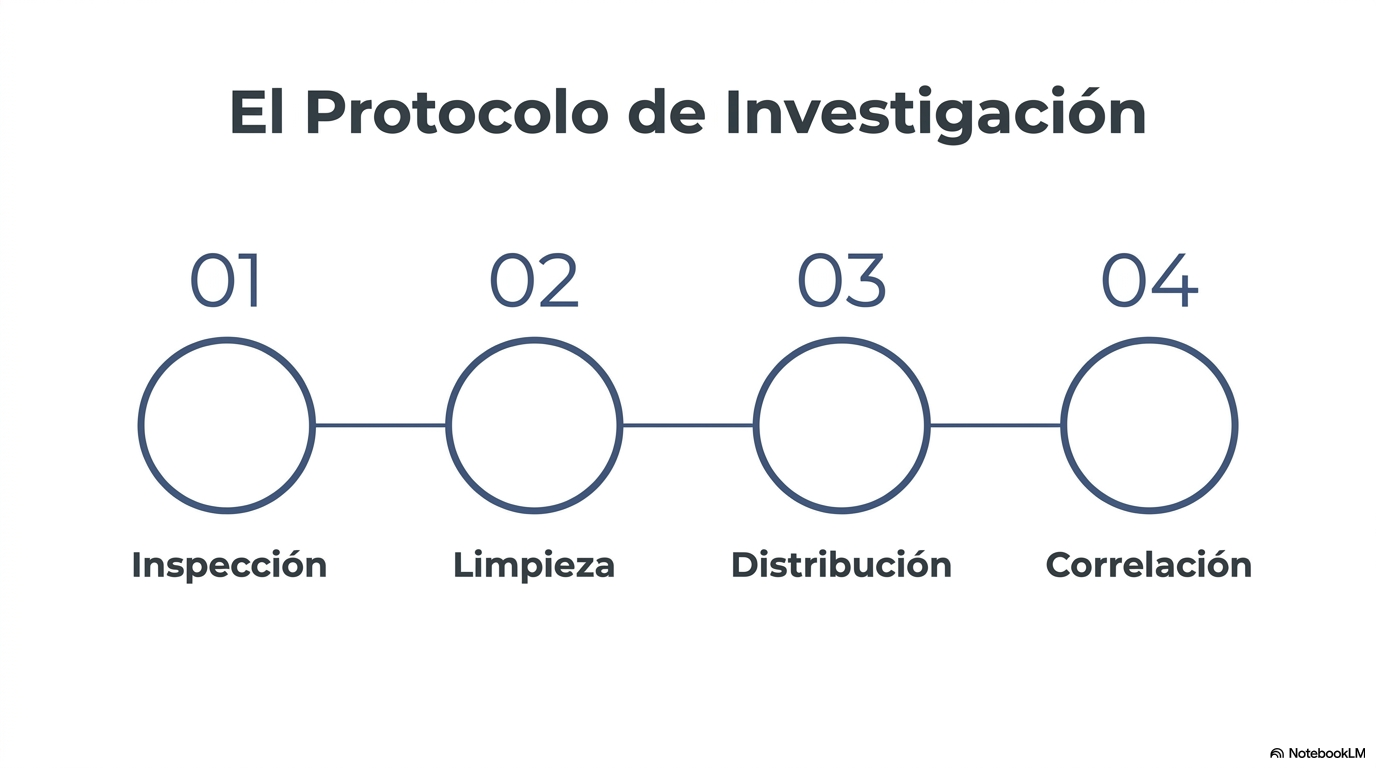 El Protocolo de Investigación
01
02
03
04
Inspección
Limpieza
Distribución
Correlación
NotebookLM